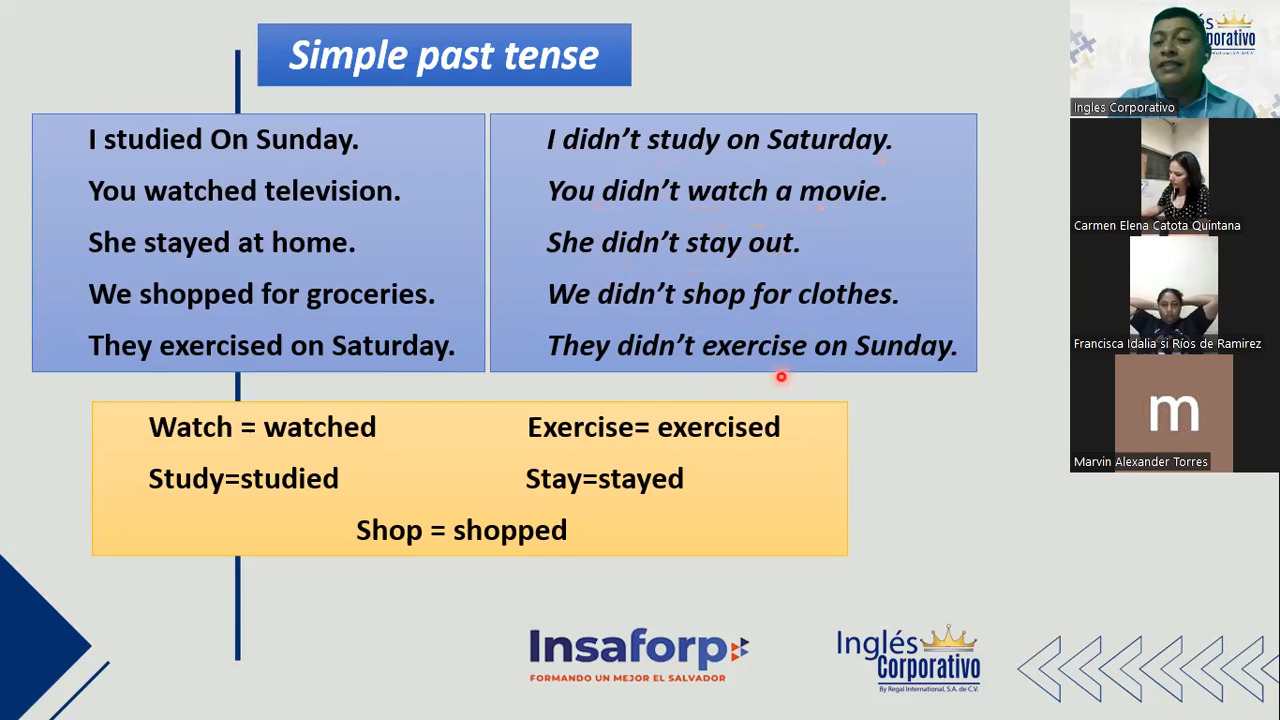 Simple past tense
I studied On Sunday.
You watched television.
She stayed at home.
We shopped for groceries.
They exercised on Saturday.
I didn't study on Saturday.
You didn't watch a movie.
She didn't stay out.
We didn't shop for clothes.
They didn't exercise on Sunday.
Watch = watched
Exercise= exercised
Study=studied
Stay=stayed
Shop = shopped
Insaforp
FORMANDO UN MEJOR EL SALVADOR
Inglés
Corporativo
By Regal International, S.A. de C.V.
Ingles Corporativo
Carmen Elena Catota Quintana
Francisca Idalia si Ríos de Ramirez
m
Marvin Alexander Torres